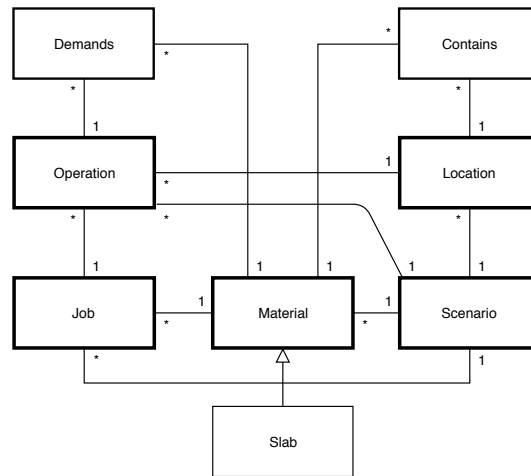 Demands
Contains
*
*
*
*
1
1
Operation
Location
1
*
*
*
*
1
1
1
1
1
Job
Material
Scenario
1
1
*
*
*
1
Slab